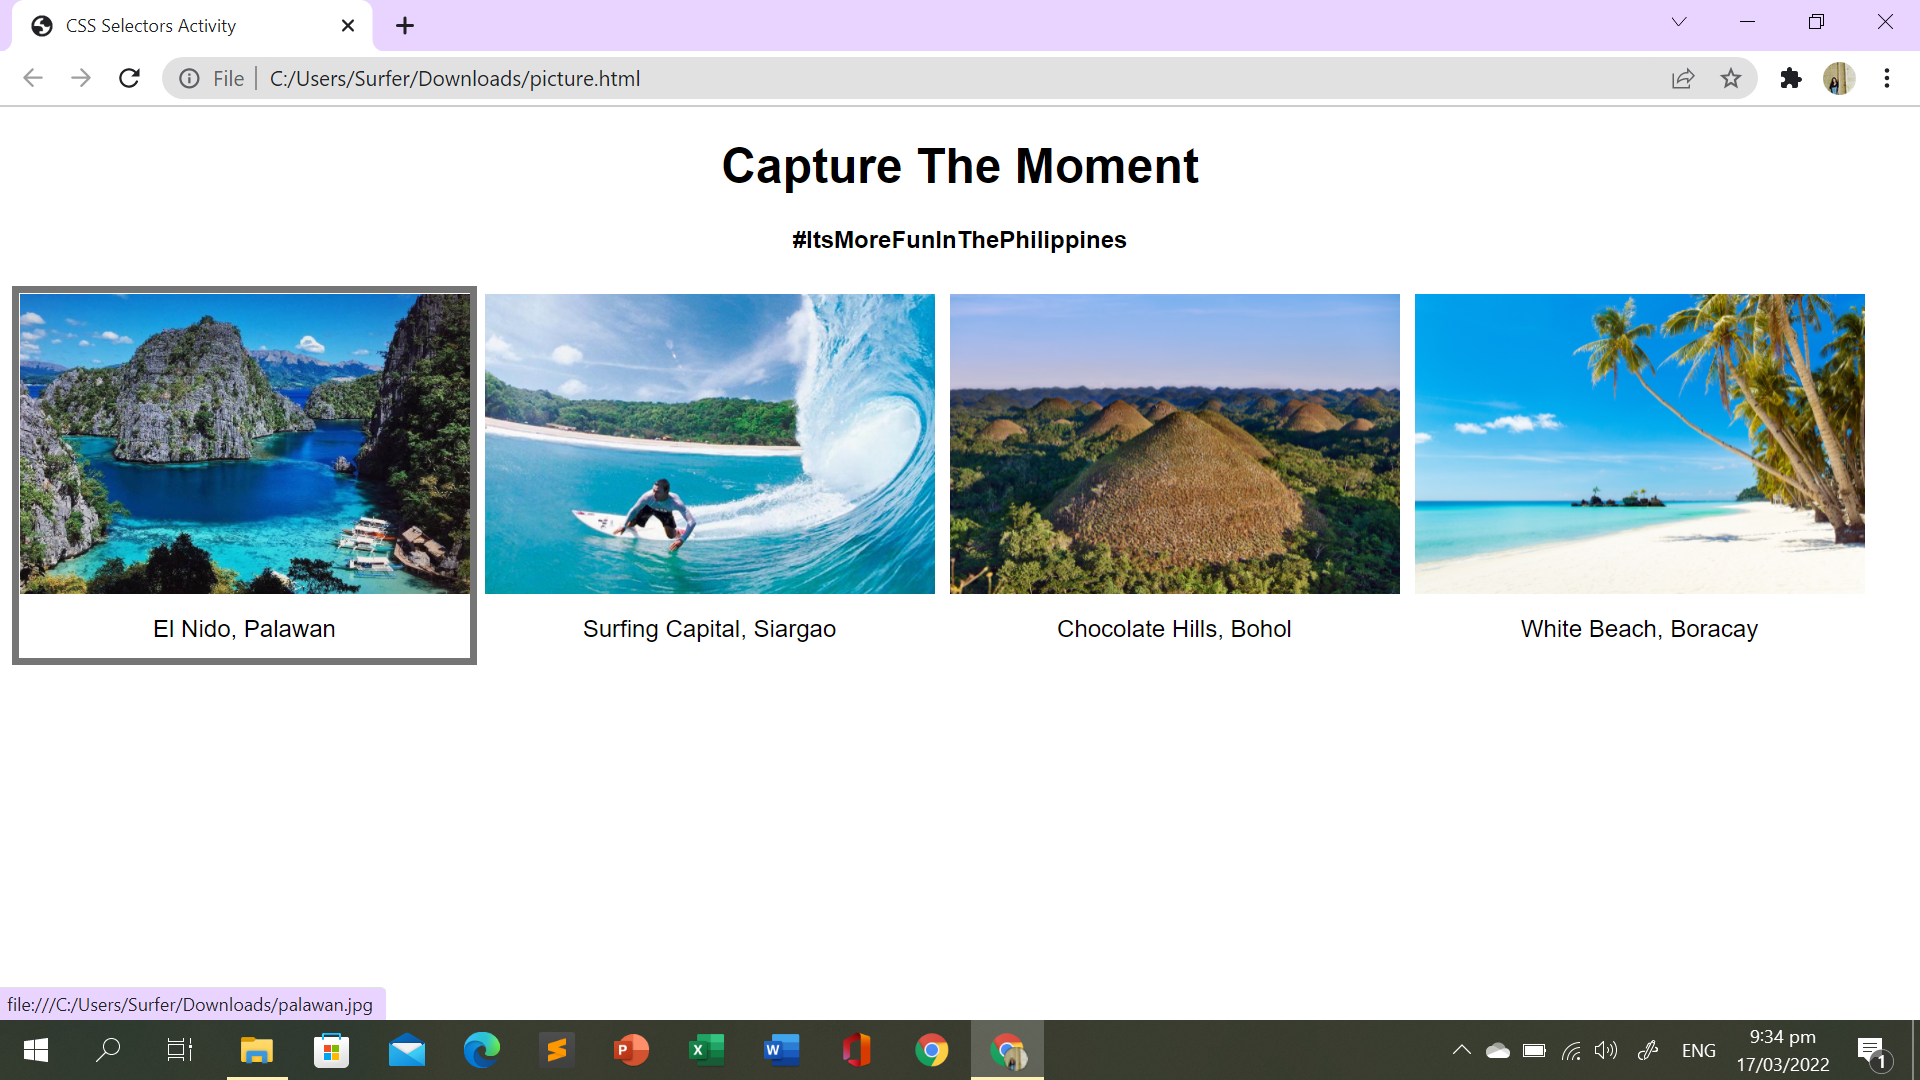 CSS Selectors Activity
File
C:/Users/Surfer/Downloads/picture.html
Capture The Moment
#ItsMoreFunInThePhilippines
El Nido, Palawan
Surfing Capital, Siargao
Chocolate Hills, Bohol
White Beach, Boracay
file:///C:/Users/Surfer/Downloads/palawan.jpg
P
X
W
ENG
9:34 pm
17/03/2022
1